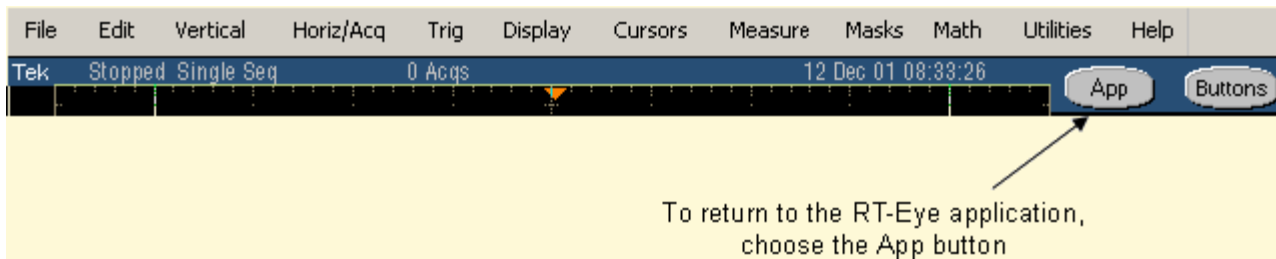 File Edit Vertical Horiz/Acq Trig Display Cursors Measure Masks Math Utilities Help
Tek Stopped Single Seq 0 Acqs 12 Dec 01 08:33:26 App Buttons
To return to the RT-Eye application,
choose the App button